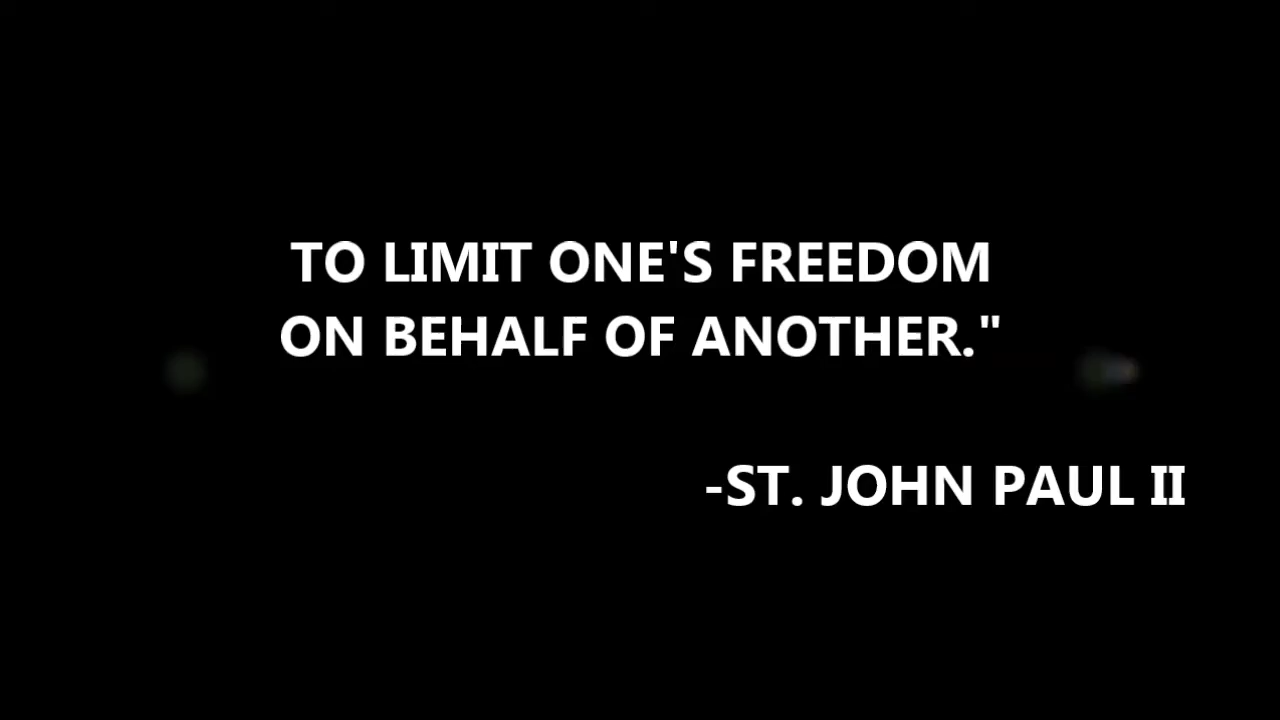 TO LIMIT ONE'S FREEDOM
ON BEHALF OF ANOTHER."
-ST. JOHN PAUL II